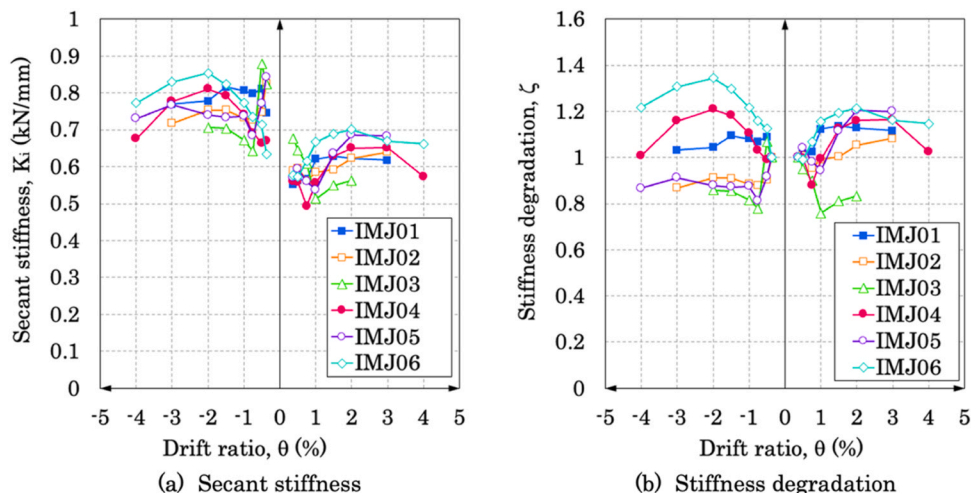 1
0.9
0.8
0.7
0.6
0.5
0.4
0.3
0.2
0.1
0
Secant stiffness, Kᵢ (kN/mm)
IMJ01
IMJ02
IMJ03
IMJ04
IMJ05
IMJ06
-5 -4 -3 -2 -1 0 1 2 3 4 5
Drift ratio, θ (%)
(a) Secant stiffness
1.6
1.4
1.2
1
0.8
0.6
0.4
0.2
0
Stiffness degradation, ζ
IMJ01
IMJ02
IMJ03
IMJ04
IMJ05
IMJ06
-5 -4 -3 -2 -1 0 1 2 3 4 5
Drift ratio, θ (%)
(b) Stiffness degradation